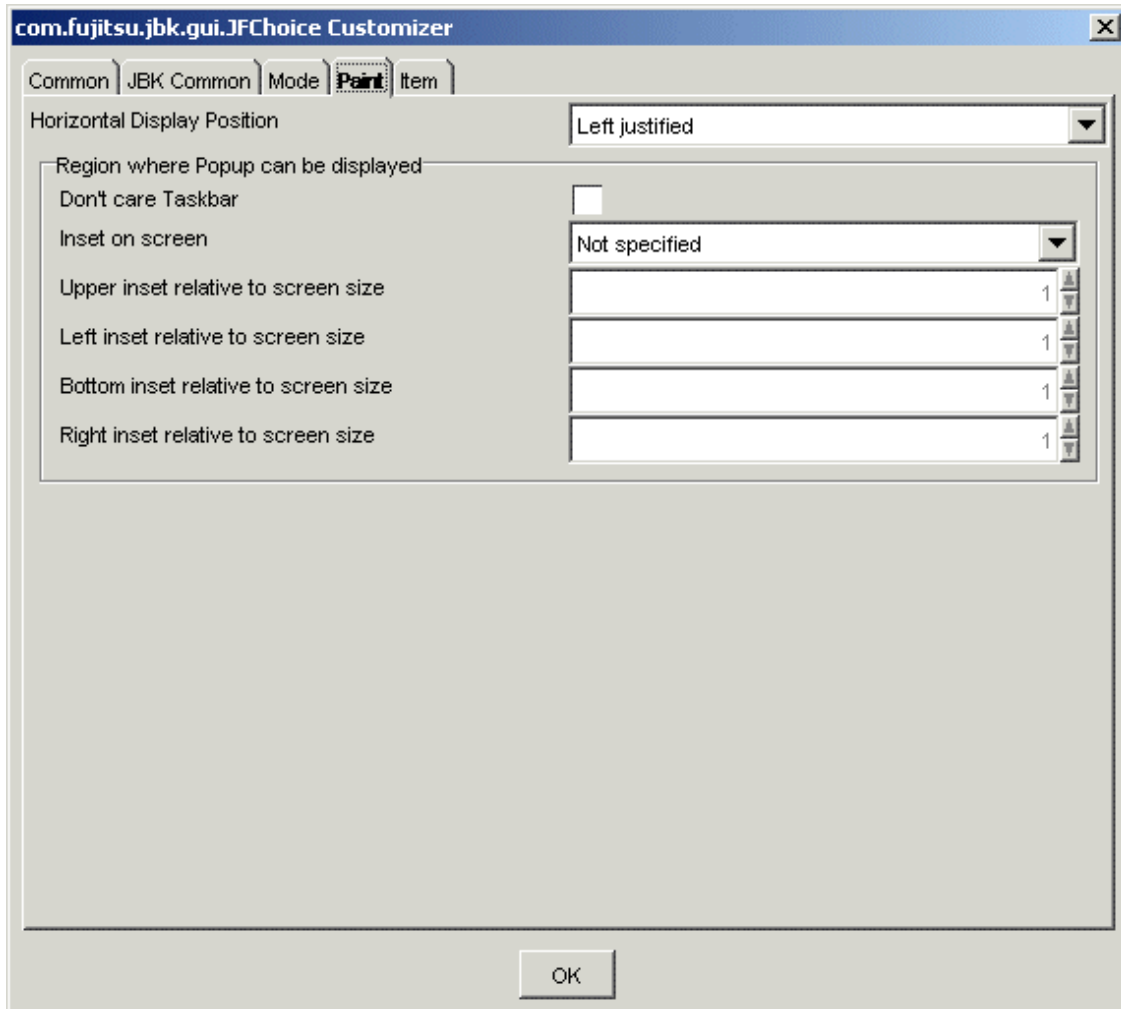 com.fujitsu.jbk.gui.JFChoice Customizer
Common JBK Common Mode Paint Item
Horizontal Display Position Left justified
Region where Popup can be displayed
Don't care Taskbar
Inset on screen Not specified
Upper inset relative to screen size 1
Left inset relative to screen size 1
Bottom inset relative to screen size 1
Right inset relative to screen size 1
OK